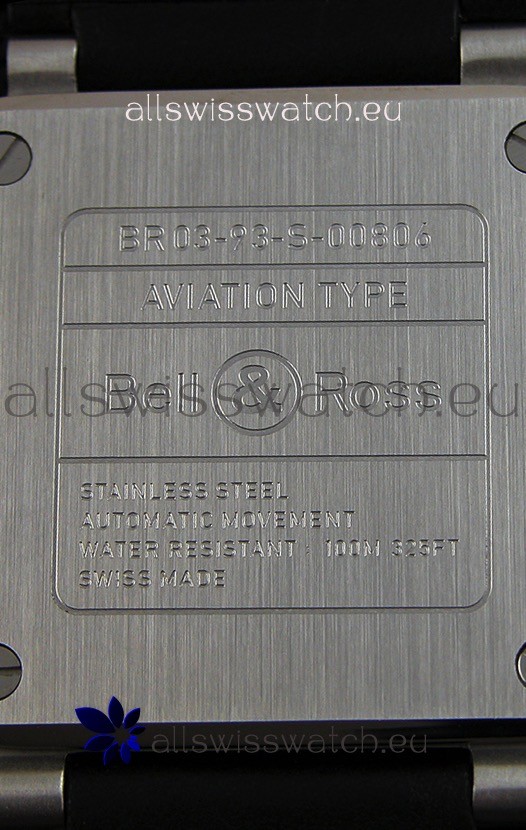 allswisswatch.eu
BR 03-93-S-00806
AVIATION TYPE
Bell & Ross
allswisswatch.eu
STAINLESS STEEL
AUTOMATIC MOVEMENT
WATER RESISTANT : 100M 325FT
SWISS MADE
allswisswatch.eu